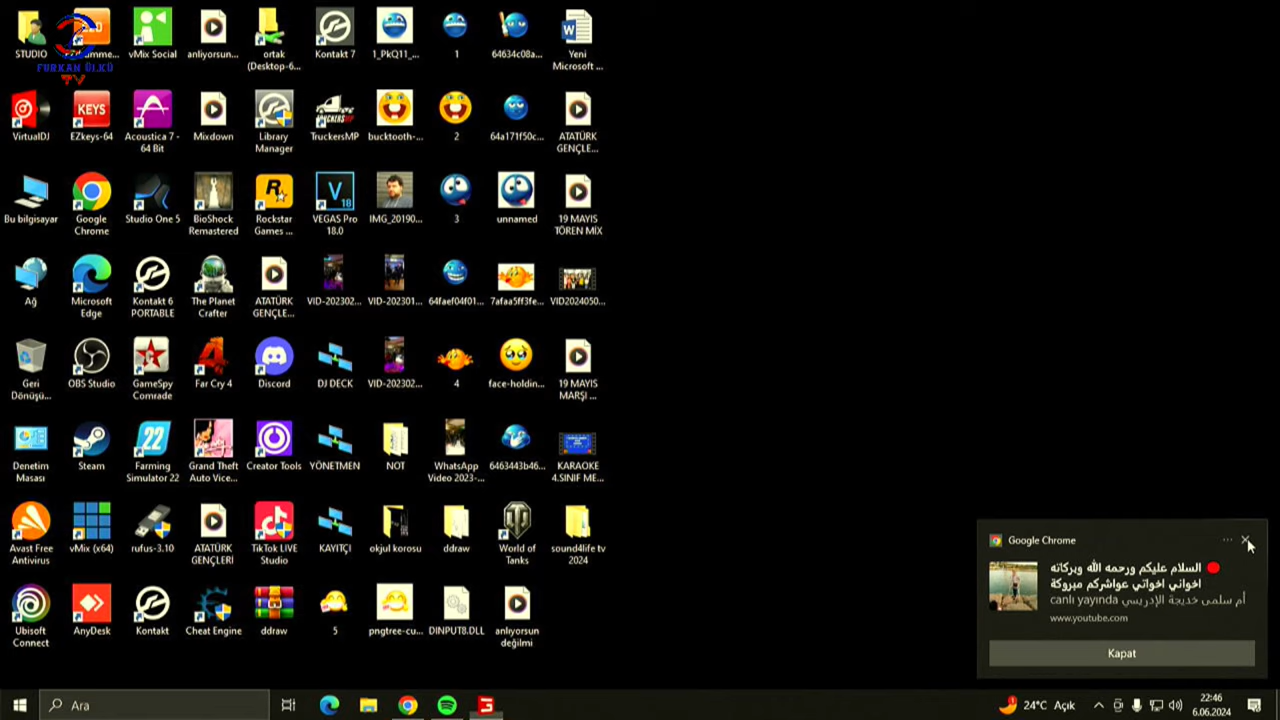 STUDIO
FURKAN ÜLKÜ
TV
vMix Social
anlıyorsun...
ortak
(Desktop-6...
Kontakt 7
1_PkQ11_...
1
64634c08a...
Yeni
Microsoft ...
VirtualDJ
EZkeys-64
Acoustica 7 -
64 Bit
Mixdown
Library
Manager
TruckersMP
bucktooth-...
2
64a171f50c...
ATATÜRK
GENÇLE...
Bu bilgisayar
Google
Chrome
Studio One 5
BioShock
Remastered
Rockstar
Games ...
VEGAS Pro
18.0
IMG_20190...
3
unnamed
19 MAYIS
TÖREN MİX
Ağ
Microsoft
Edge
Kontakt 6
PORTABLE
The Planet
Crafter
ATATÜRK
GENÇLE...
VID-202302...
VID-202301...
64faef04f01...
7afaa5ff3fe...
VID2024050...
Geri
Dönüşü...
OBS Studio
GameSpy
Comrade
Far Cry 4
Discord
DJ DECK
VID-202302...
4
face-holdin...
19 MAYIS
MARŞI ...
Denetim
Masası
Steam
Farming
Simulator 22
Grand Theft
Auto Vice...
Creator Tools
YÖNETMEN
NOT
WhatsApp
Video 2023-...
6463443b46...
KARAOKE
4.SINIF ME...
Avast Free
Antivirus
vMix (x64)
rufus-3.10
ATATÜRK
GENÇLERİ
TikTok LIVE
Studio
KAYITÇI
okjul korosu
ddraw
World of
Tanks
sound4life tv
2024
Ubisoft
Connect
AnyDesk
Kontakt
Cheat Engine
ddraw
5
pngtree-cu...
DINPUT8.DLL
anlıyorsun
değilmi
Google Chrome
السلام عليكم ورحمه الله وبركاته
اخواني اخواتي عواشركم مبروكة
أم سلمى خديجة الإدريسي canlı yayında
www.youtube.com
Kapat
Ara
24°C Açık
22:46
6.06.2024